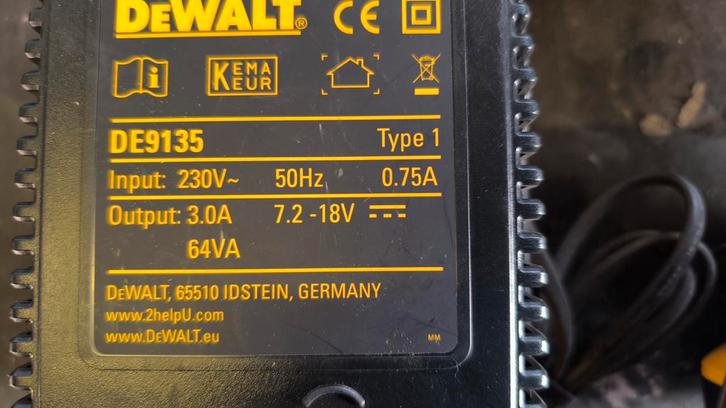 DEWALT®
CE
i
KEMA
KEUR
DE9135 Type 1
Input: 230V~ 50Hz 0.75A
Output: 3.0A 7.2 -18V
64VA
DEWALT, 65510 IDSTEIN, GERMANY
www.2helpU.com
www.DEWALT.eu
MM